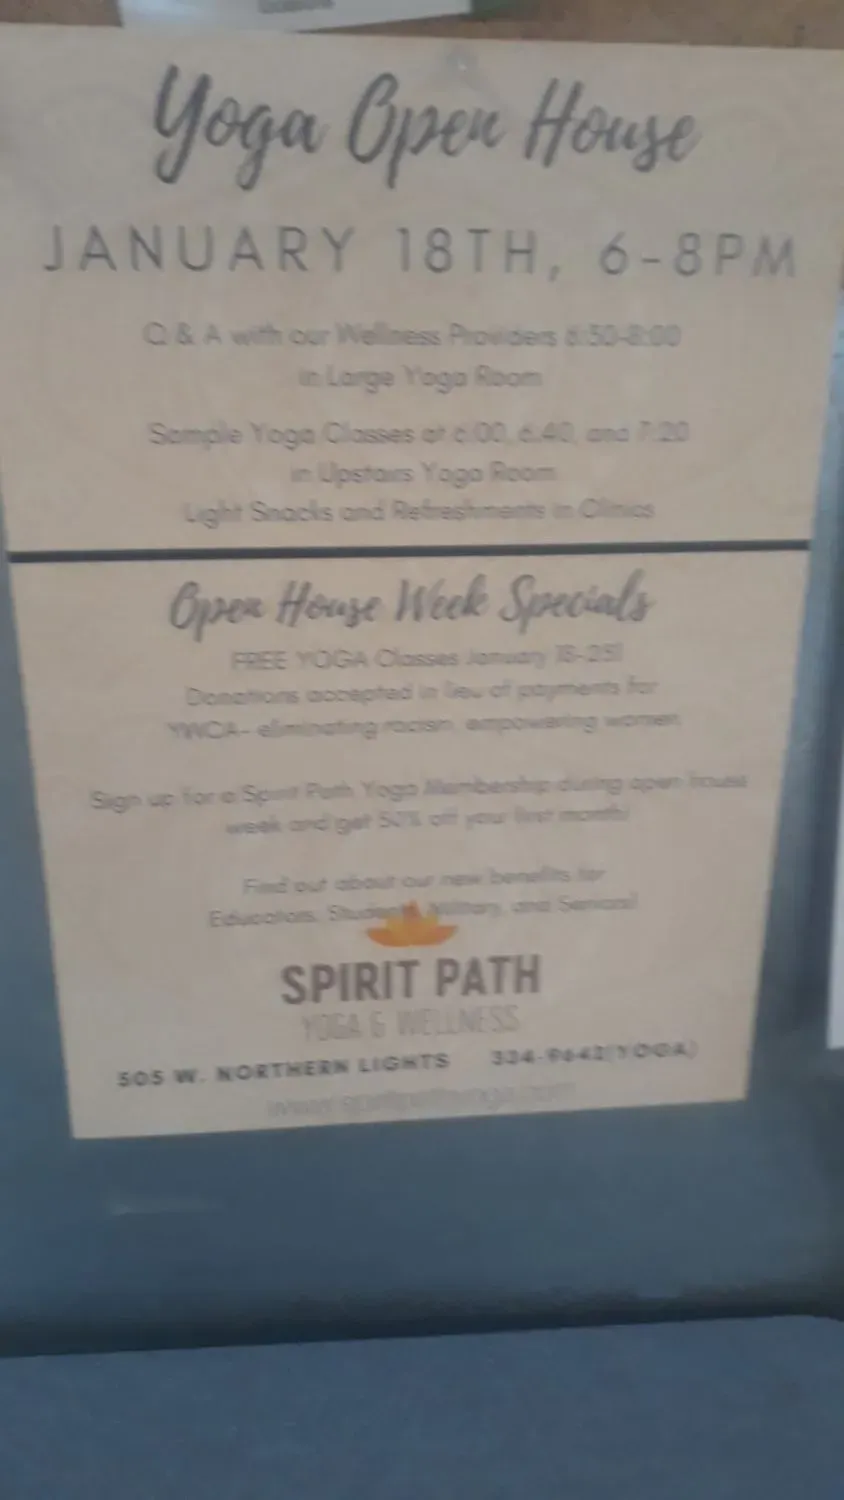 Yoga Open House
JANUARY 18TH, 6-8PM
Q & A with our Wellness Providers 6:50-8:00
in Large Yoga Room
Sample Yoga Classes at 6:00, 6:40, and 7:20
in Upstairs Yoga Room
Light Snacks and Refreshments in Clinics
Open House Week Specials
FREE YOGA Classes January 18-25!
Donations accepted in lieu of payments for
YWCA- eliminating racism, empowering women
Sign up for a Spirit Path Yoga Membership during open house
week and get 50% off your first month!
Find out about our new benefits for
Educators, Students, Military, and Seniors!
SPIRIT PATH
YOGA & WELLNESS
505 W. NORTHERN LIGHTS 334-9642(YOGA)
www.spiritpathyoga.com